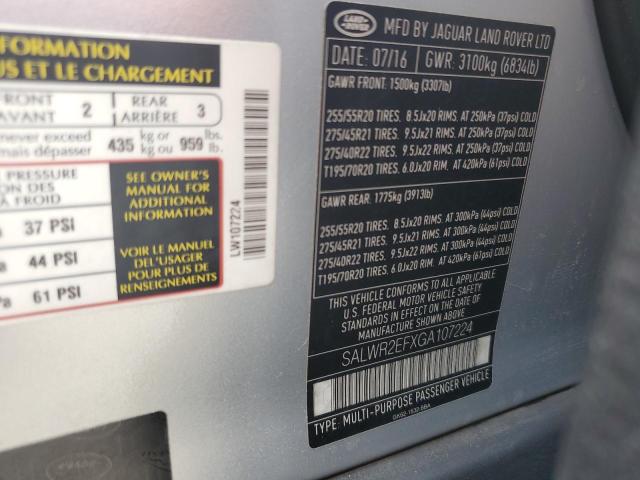 FORMATION
US ET LE CHARGEMENT
FRONT
AVANT
2
REAR
ARRIÈRE
3
never exceed
mais dépasser
435 kg or
kg ou
959 lbs.
lb.
PRESSURE
ON DES
À FROID
37 PSI
44 PSI
Pa 61 PSI
SEE OWNER'S
MANUAL FOR
ADDITIONAL
INFORMATION
VOIR LE MANUEL
DE L'USAGER
POUR PLUS DE
RENSEIGNEMENTS
LW107224
LAND ROVER
MFD BY JAGUAR LAND ROVER LTD
DATE: 07/16
GWR: 3100kg (6834lb)
GAWR FRONT: 1500kg (3307lb)
255/55R20 TIRES. 8.5Jx20 RIMS. AT 250kPa (37psi) COLD
275/45R21 TIRES. 9.5Jx21 RIMS. AT 250kPa (37psi) COLD
275/40R22 TIRES. 9.5Jx22 RIMS. AT 250kPa (37psi) COLD
T195/70R20 TIRES. 6.0Jx20 RIM. AT 420kPa (61psi) COLD
GAWR REAR: 1775kg (3913lb)
255/55R20 TIRES. 8.5Jx20 RIMS. AT 300kPa (44psi) COLD
275/45R21 TIRES. 9.5Jx21 RIMS. AT 300kPa (44psi) COLD
275/40R22 TIRES. 9.5Jx22 RIMS. AT 300kPa (44psi) COLD
T195/70R20 TIRES. 6.0Jx20 RIM. AT 420kPa (61psi) COLD
THIS VEHICLE CONFORMS TO ALL APPLICABLE
U.S. FEDERAL MOTOR VEHICLE SAFETY STANDARDS
IN EFFECT ON THE DATE OF MANUFACTURE SHOWN ABOVE.
SALWR2EFXGA107224
TYPE: MULTI-PURPOSE PASSENGER VEHICLE